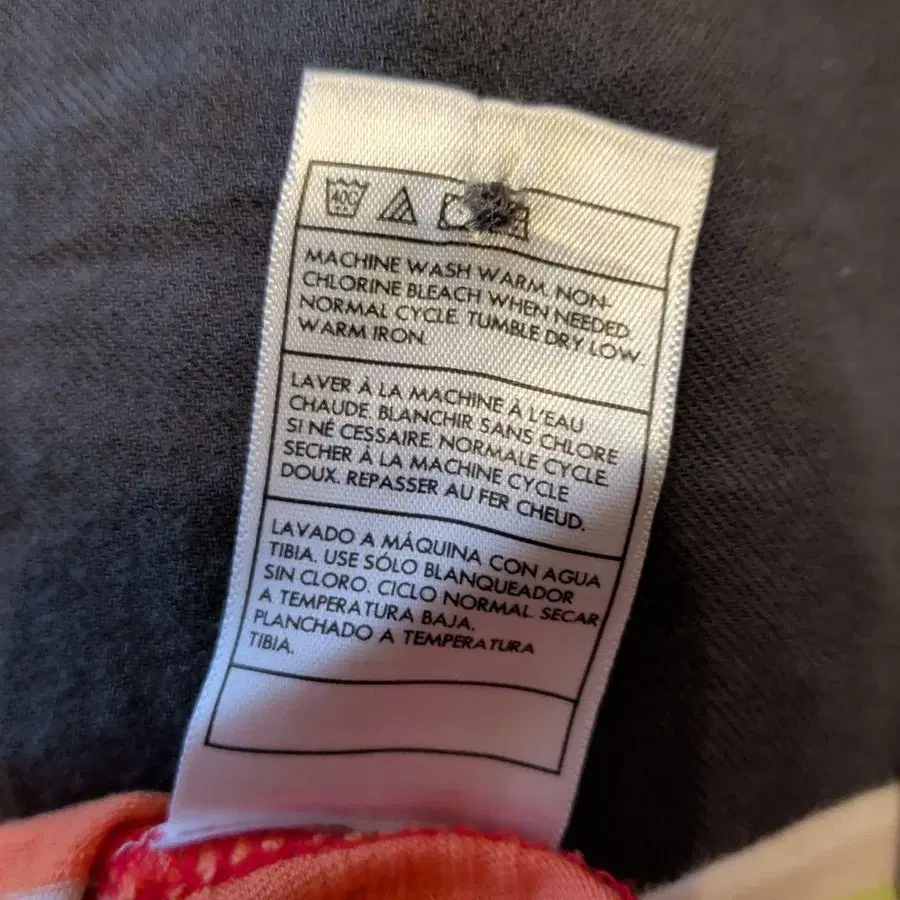 40C
MACHINE WASH WARM. NON-
CHLORINE BLEACH WHEN NEEDED.
NORMAL CYCLE. TUMBLE DRY LOW.
WARM IRON.
LAVER À LA MACHINE À L'EAU
CHAUDE. BLANCHIR SANS CHLORE
SI NÉ CESSAIRE. NORMALE CYCLE.
SECHER À LA MACHINE CYCLE
DOUX. REPASSER AU FER CHEUD.
LAVADO A MÁQUINA CON AGUA
TIBIA. USE SÓLO BLANQUEADOR
SIN CLORO. CICLO NORMAL. SECAR
A TEMPERATURA BAJA.
PLANCHADO A TEMPERATURA
TIBIA.